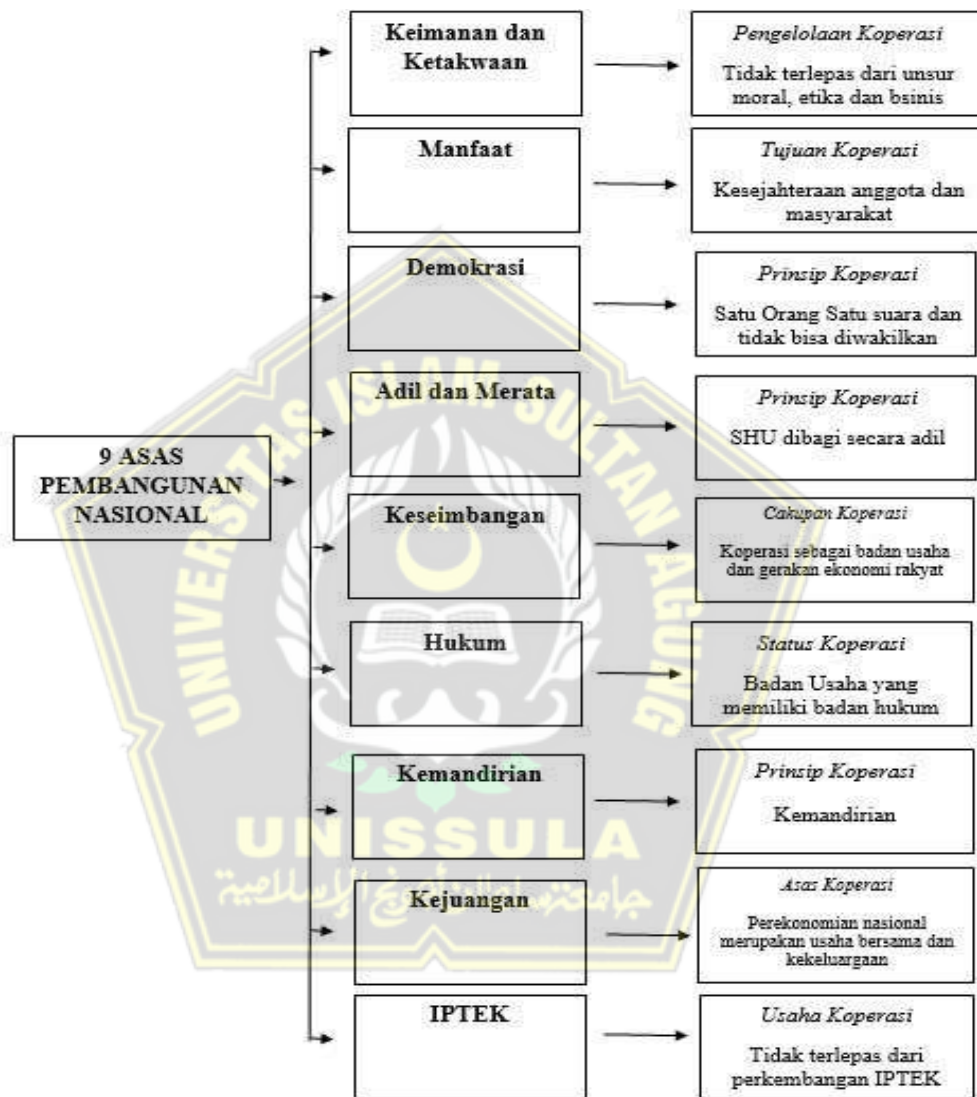 Keimanan dan
Ketakwaan
Pengelolaan Koperasi
Tidak terlepas dari unsur
moral, etika dan bsinis
Manfaat
Tujuan Koperasi
Kesejahteraan anggota dan
masyarakat
Demokrasi
Prinsip Koperasi
Satu Orang Satu suara dan
tidak bisa diwakilkan
Adil dan Merata
Prinsip Koperasi
SHU dibagi secara adil
9 ASAS
PEMBANGUNAN
NASIONAL
Keseimbangan
Cakupan Koperasi
Koperasi sebagai badan usaha
dan gerakan ekonomi rakyat
Hukum
Status Koperasi
Badan Usaha yang
memiliki badan hukum
Kemandirian
Prinsip Koperasi
Kemandirian
Kejuangan
Asas Koperasi
Perekonomian nasional
merupakan usaha bersama dan
kekeluargaan
IPTEK
Usaha Koperasi
Tidak terlepas dari
perkembangan IPTEK
UNIVERSITAS ISLAM SULTAN AGUNG
UNISSULA
جامعة سلطان أجونج الإسلامية